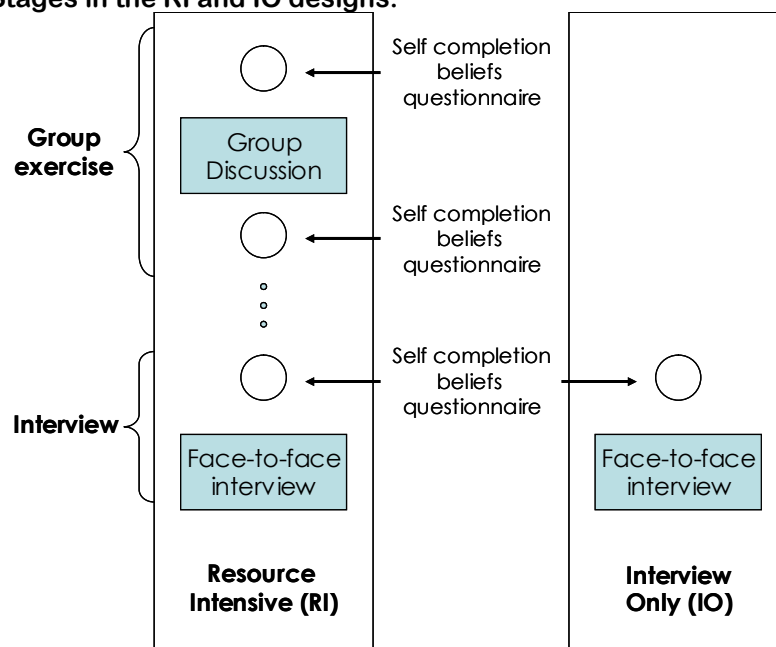 Stages in the RI and IO designs:
Self completion
beliefs
questionnaire
Group
exercise
Group
Discussion
Self completion
beliefs
questionnaire
Self completion
beliefs
questionnaire
Interview
Face-to-face
interview
Face-to-face
interview
Resource
Intensive (RI)
Interview
Only (IO)